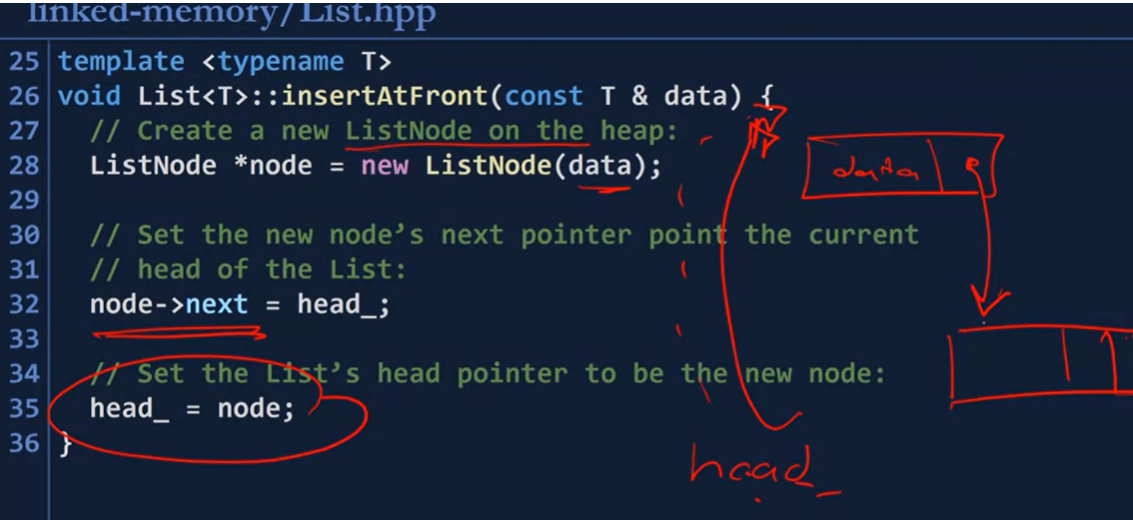 linked-memory/List.hpp
25 template <typename T>
26 void List<T>::insertAtFront(const T & data) {
27 // Create a new ListNode on the heap:
28 ListNode *node = new ListNode(data);
29
30 // Set the new node’s next pointer point the current
31 // head of the List:
32 node->next = head_;
33
34 // Set the List’s head pointer to be the new node:
35 head_ = node;
36 }
data
head_